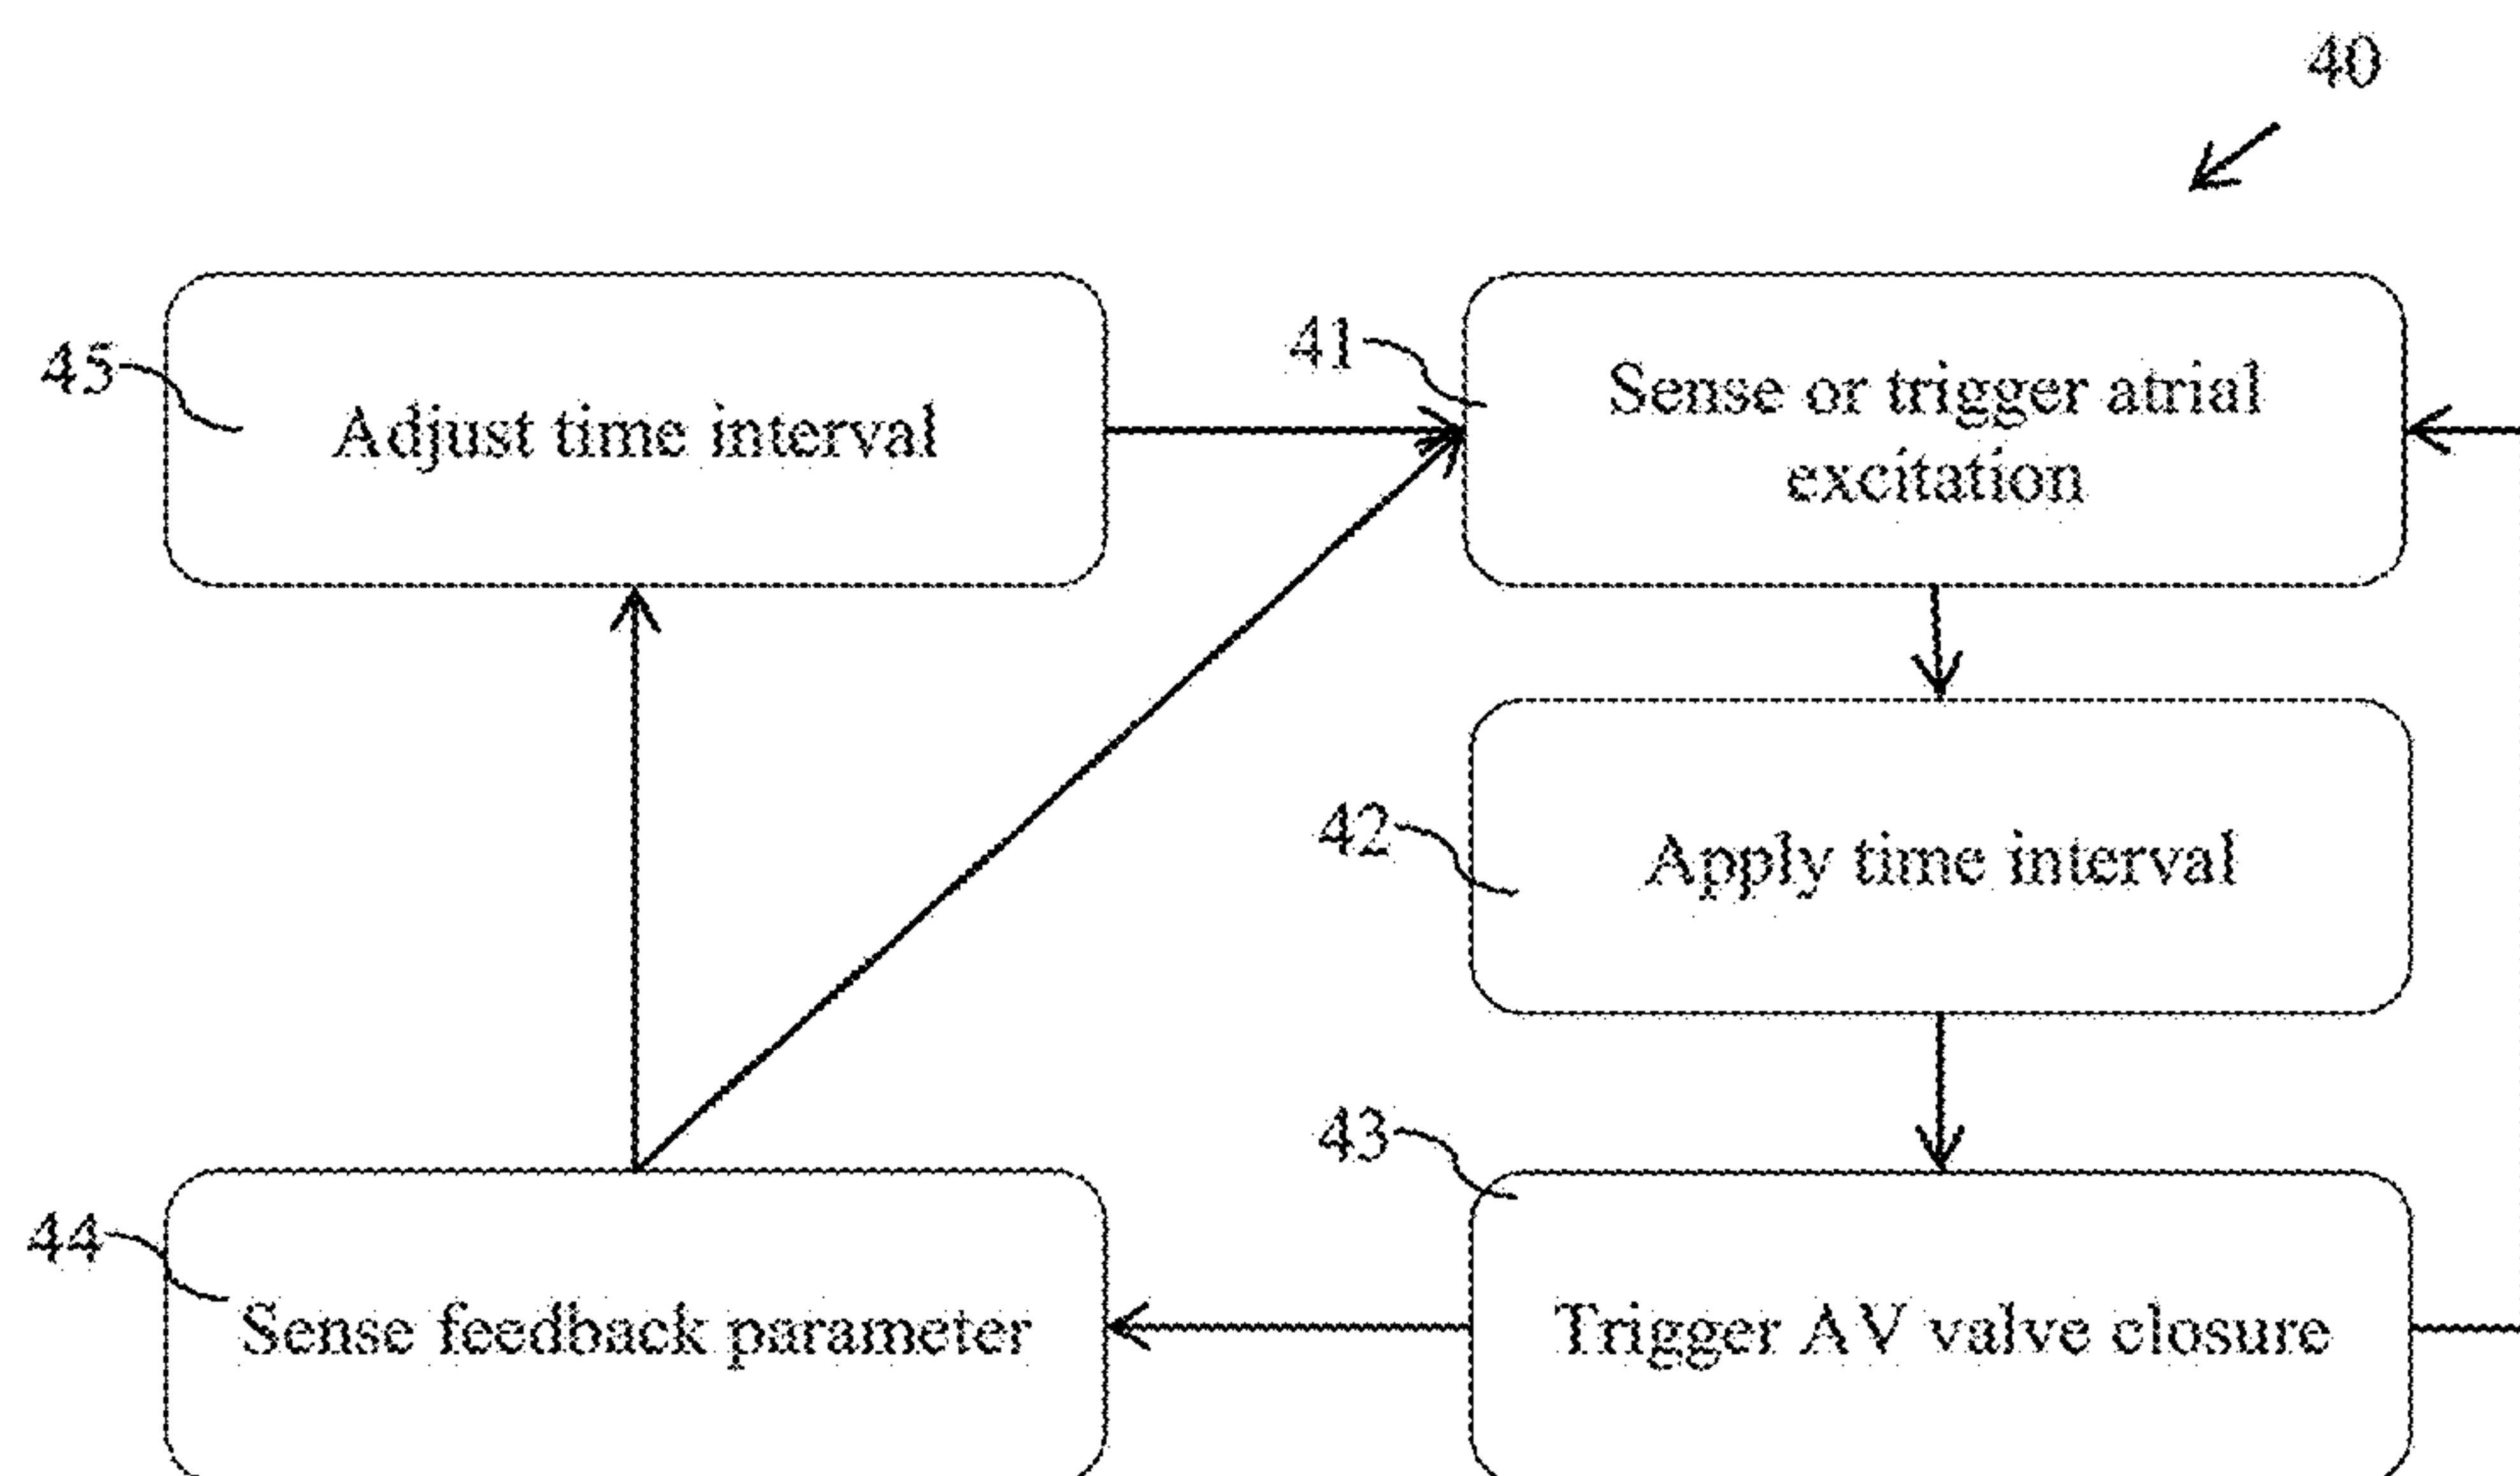 40
45
Adjust time interval
41
Sense or trigger atrial
excitation
42
Apply time interval
43
44
Sense feedback parameter
Trigger AV valve closure